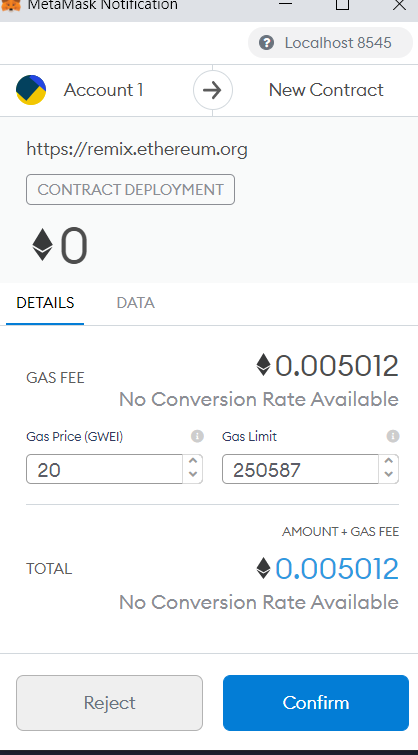 MetaMask Notification
Localhost 8545
Account 1
New Contract
https://remix.ethereum.org
CONTRACT DEPLOYMENT
0
DETAILS
DATA
GAS FEE
0.005012
No Conversion Rate Available
Gas Price (GWEI)
Gas Limit
20
250587
AMOUNT + GAS FEE
TOTAL
0.005012
No Conversion Rate Available
Reject
Confirm